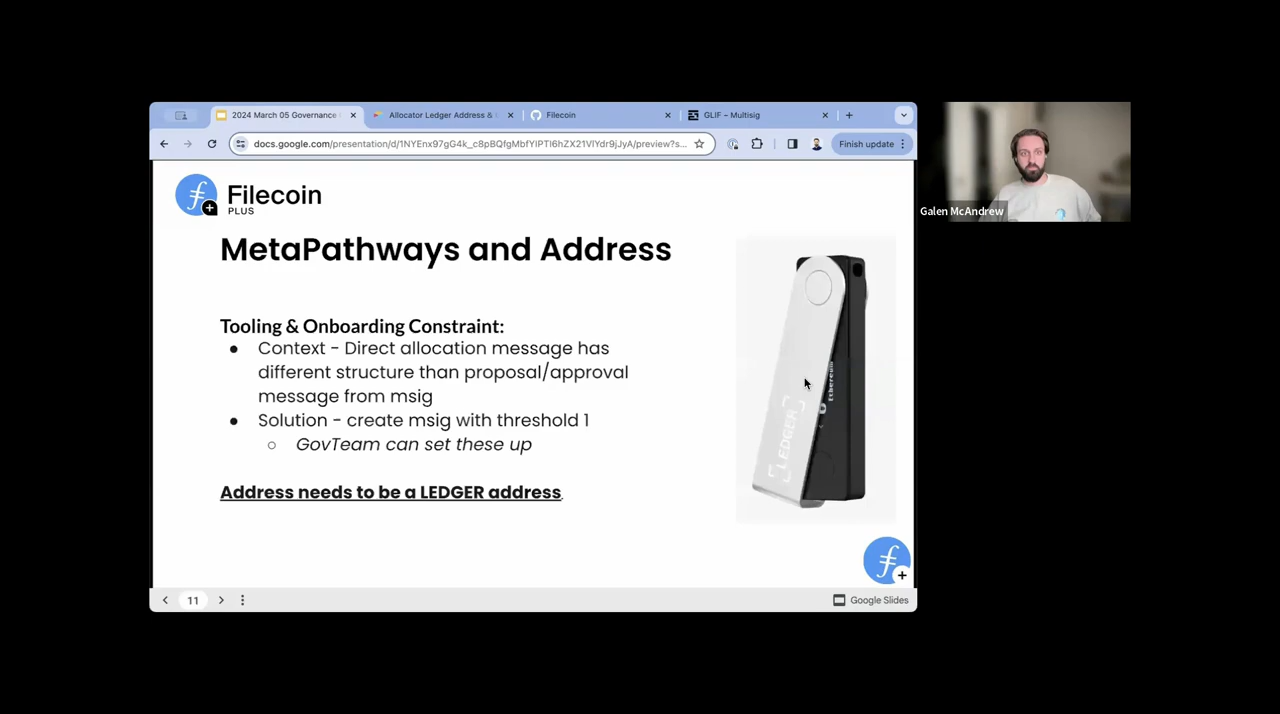 2024 March 05 Governance
Allocator Ledger Address &
Filecoin
GLIF – Multisig
docs.google.com/presentation/d/1NYEnx97gG4k_c8pBQfgMbfYIPTl6hZX21VlYdr9jJyA/preview?s...
Finish update
Filecoin
PLUS
MetaPathways and Address
Tooling & Onboarding Constraint:
● Context - Direct allocation message has
different structure than proposal/approval
message from msig
● Solution - create msig with threshold 1
○ GovTeam can set these up
Address needs to be a LEDGER address.
LEDGER
Ethereum
11
Google Slides
Galen McAndrew